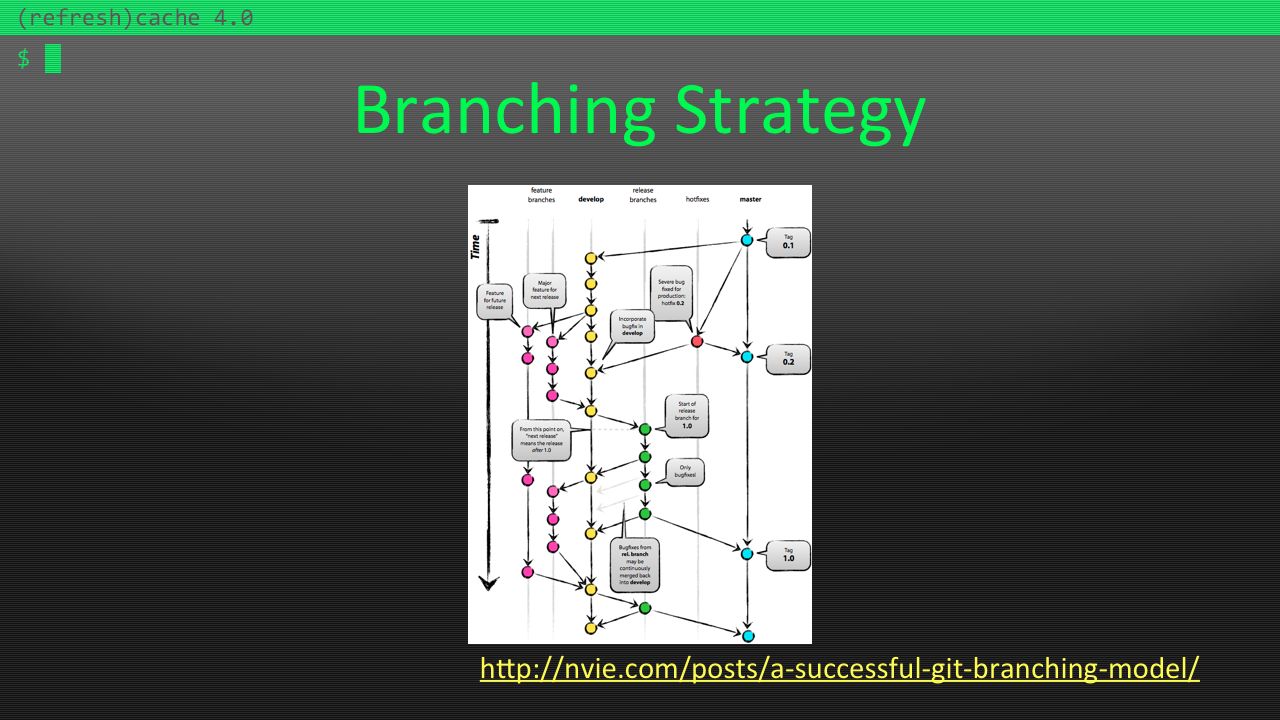 (refresh)cache 4.0
$
Branching Strategy
feature
branches
develop
release
branches
hotfixes
master
Time
Tag
0.1
Major
feature for
next release
Feature
for future
release
Severe bug
fixed for
production:
hotfix 0.2
Incorporate
bugfix in
develop
Tag
0.2
Start of
release
branch for
1.0
From this point on,
"next release"
means the release
after 1.0
Only
bugfixes!
Tag
1.0
Bugfixes from
rel. branch
may be
continuously
merged back
into develop
http://nvie.com/posts/a-successful-git-branching-model/